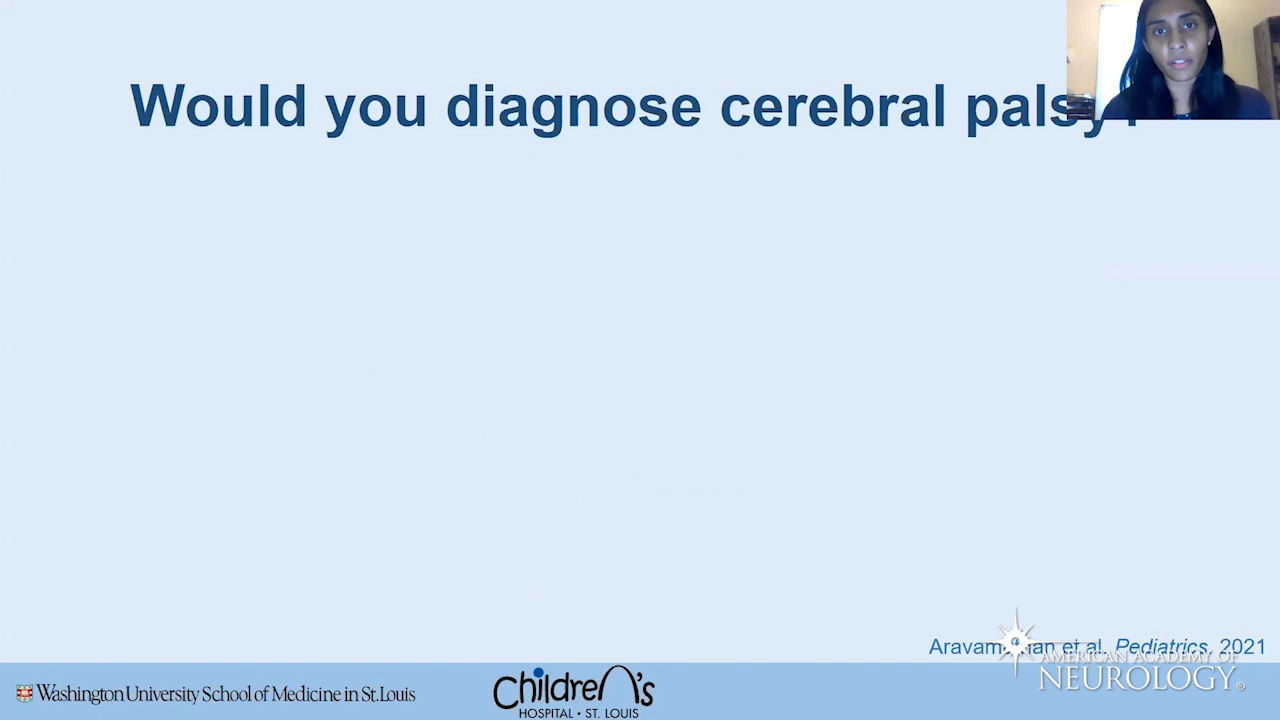 Would you diagnose cerebral palsy?
et al. Pediatrics, 2021
AMERICAN ACADEMY OF
NEUROLOGY®
Washington University School of Medicine in St. Louis
Children's
HOSPITAL • ST. LOUIS